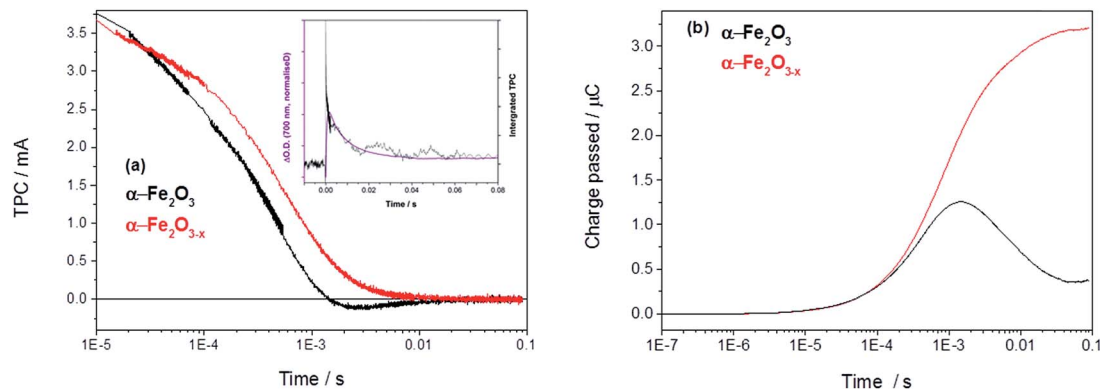 TPC / mA
3.5
3.0
2.5
2.0
1.5
1.0
0.5
0.0
1E-5 1E-4 1E-3 0.01 0.1
Time / s
(a)
α–Fe₂O₃
α–Fe₂O₃₋ₓ
ΔO.D. (700 nm, normaliseD)
Intergrated TPC
0.00 0.02 0.04 0.06 0.08
Time / s
(b)
α–Fe₂O₃
α–Fe₂O₃₋ₓ
Charge passed / μC
3.0
2.5
2.0
1.5
1.0
0.5
0.0
1E-7 1E-6 1E-5 1E-4 1E-3 0.01 0.1
Time / s